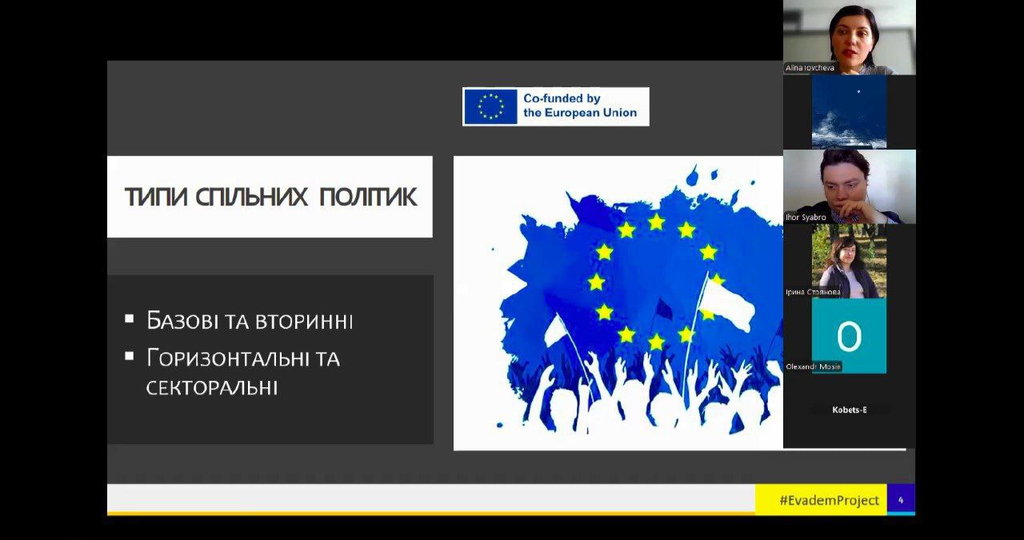 Co-funded by
the European Union
ТИПИ СПІЛЬНИХ ПОЛІТИК
▪ БАЗОВІ ТА ВТОРИННІ
▪ ГОРИЗОНТАЛЬНІ ТА
СЕКТОРАЛЬНІ
#EvademProject
4
Alina Iovcheva
Ihor Syabro
Ірина Стоянова
O
Olexandr Mosin
Kobets-E